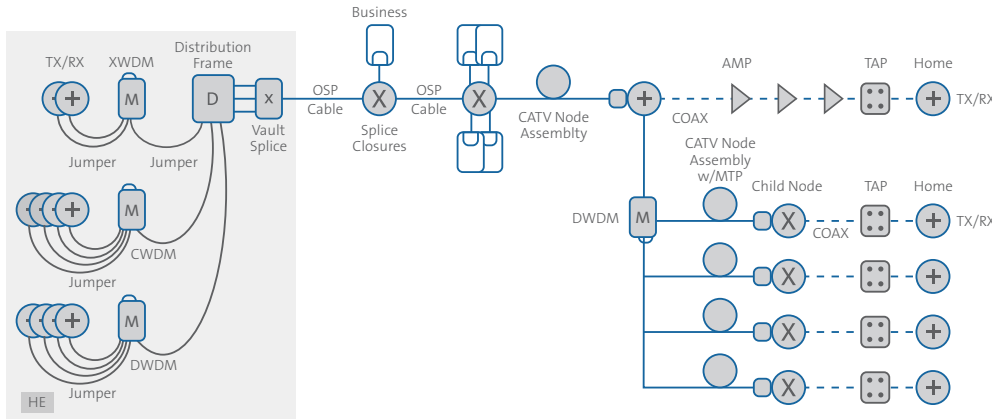 Business
Distribution
Frame
TX/RX
XWDM
M
D
x
Vault
Splice
Jumper
Jumper
OSP
Cable
X
Splice
Closures
OSP
Cable
X
CATV Node
Assemblty
+
COAX
AMP
TAP
Home
+
TX/RX
+
M
CWDM
Jumper
+
M
DWDM
Jumper
HE
DWDM
M
CATV Node
Assembly
w/MTP
Child Node
X
COAX
TAP
Home
+
TX/RX
X
+
X
+
X
+